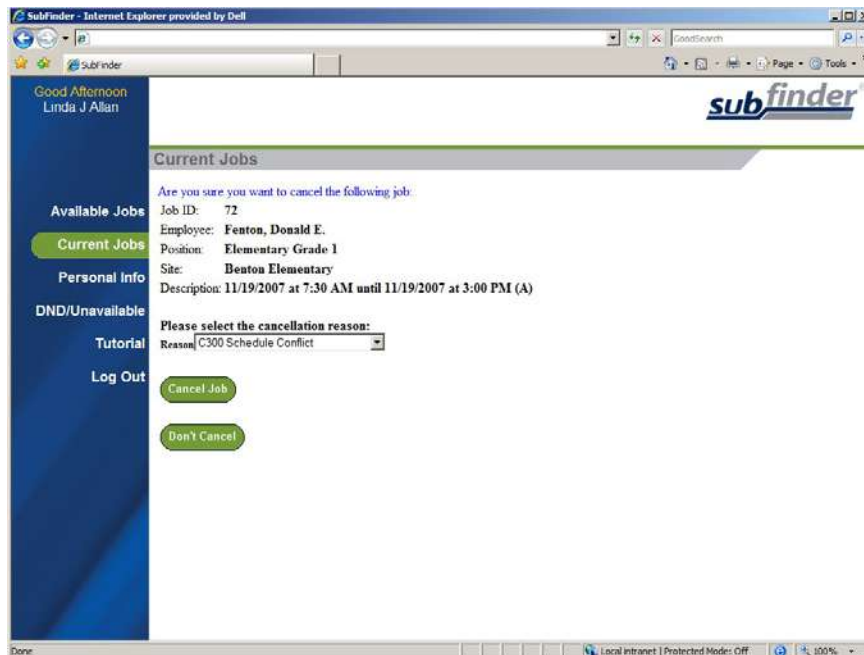 SubFinder - Internet Explorer provided by Dell
GoodSearch
SubFinder
Page
Tools
Good Afternoon
Linda J Allan
subfinder
Current Jobs
Are you sure you want to cancel the following job:
Available Jobs
Job ID: 72
Employee: Fenton, Donald E.
Current Jobs
Position: Elementary Grade 1
Site: Benton Elementary
Personal Info
Description: 11/19/2007 at 7:30 AM until 11/19/2007 at 3:00 PM (A)
DND/Unavailable
Please select the cancellation reason:
Tutorial
Reason C300 Schedule Conflict
Log Out
Cancel Job
Don't Cancel
Done
Local intranet | Protected Mode: Off
100%